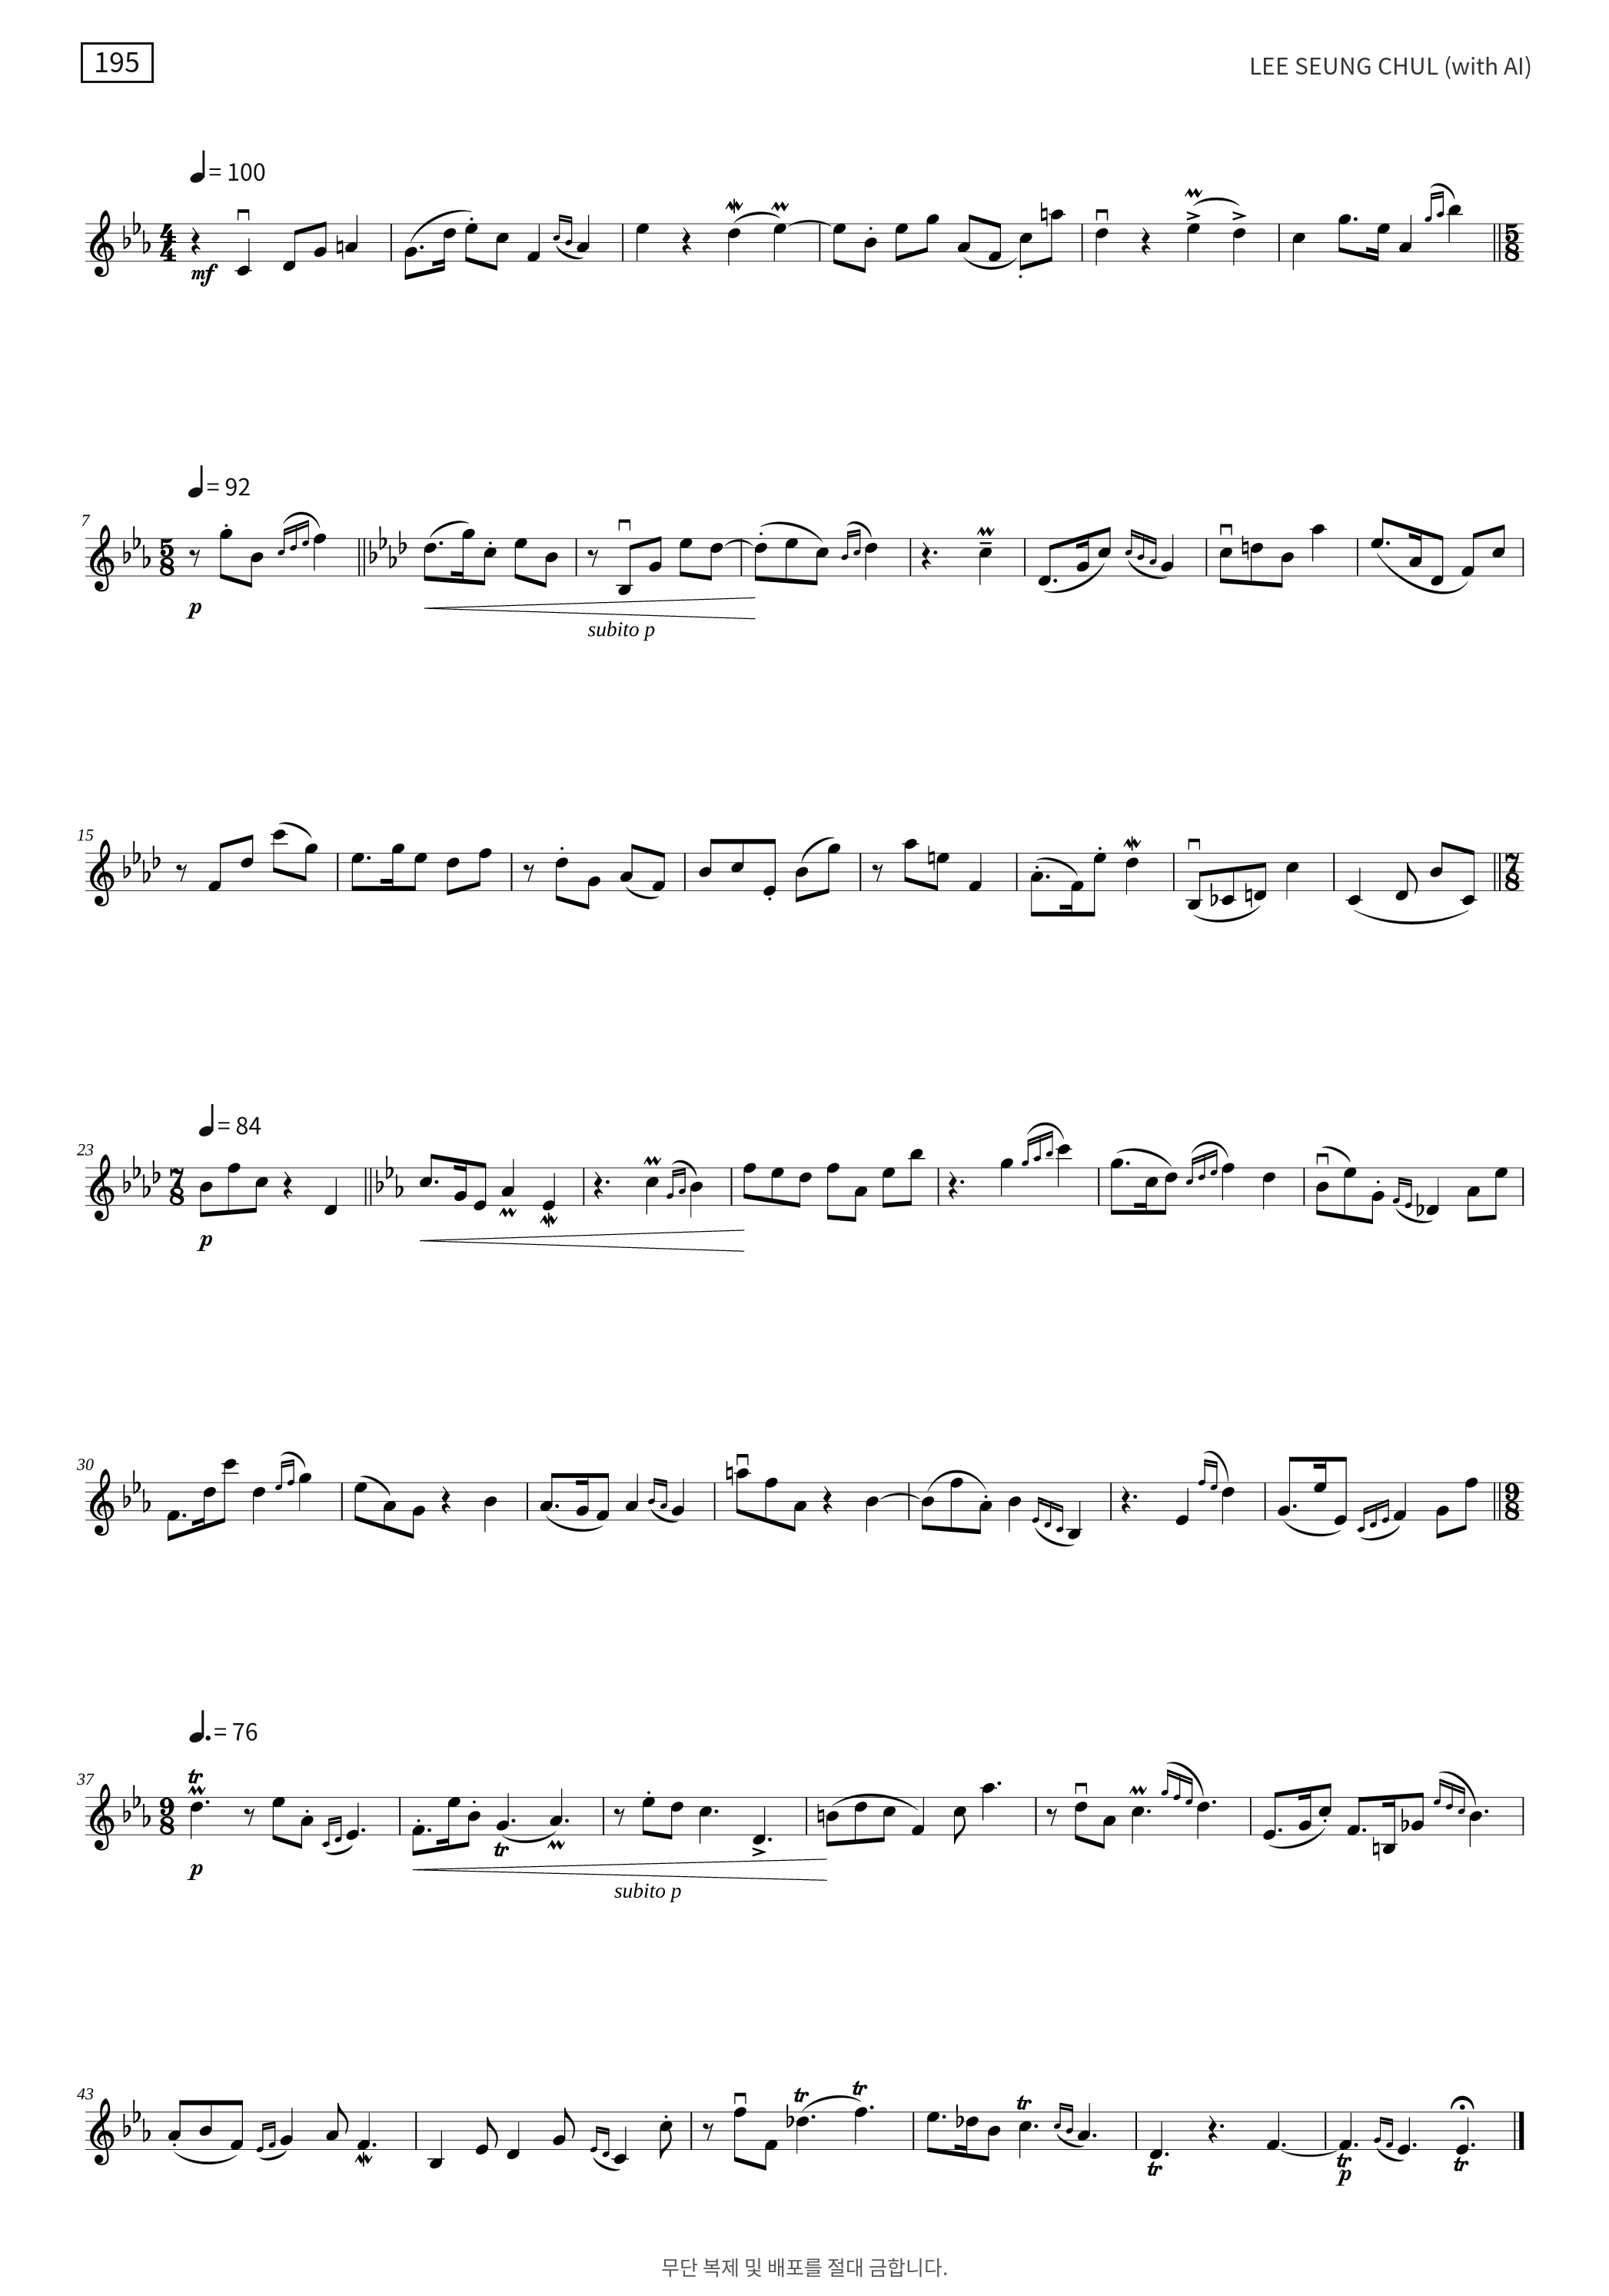 195
LEE SEUNG CHUL (with AI)
= 100
mf
= 92
7
p
subito p
15
= 84
23
p
30
= 76
37
tr
tr
p
subito p
43
tr tr tr
tr tr tr
p
무단 복제 및 배포를 절대 금합니다.